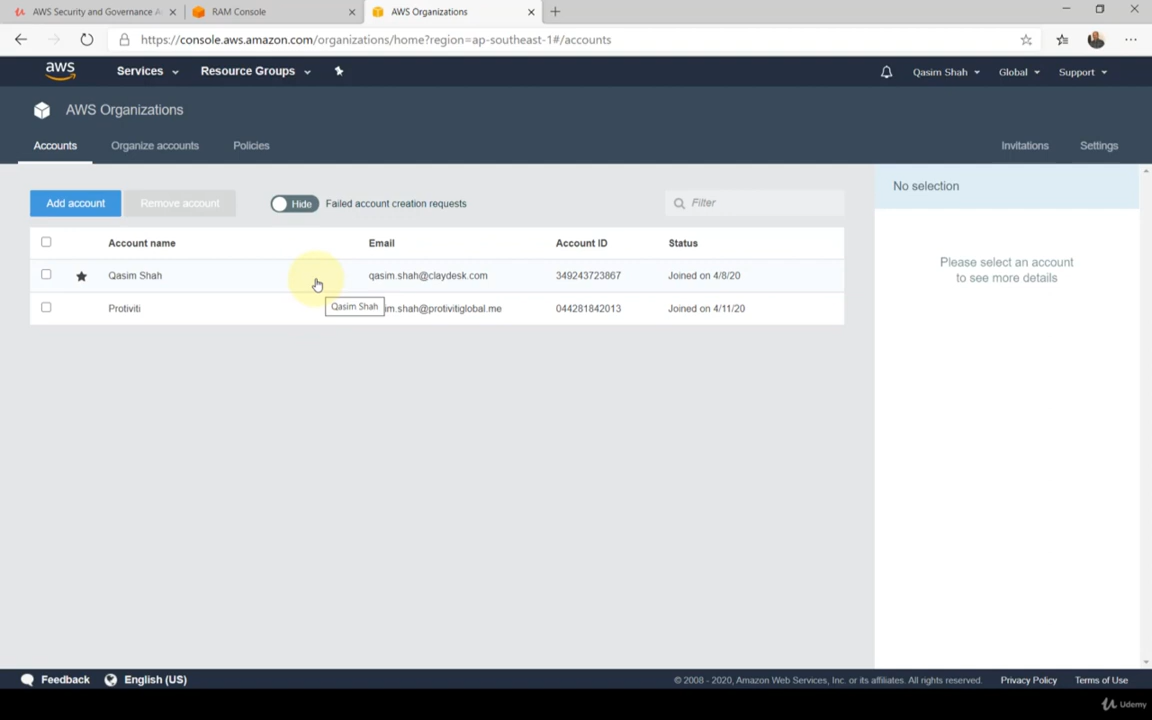 AWS Security and Governance A
RAM Console
AWS Organizations
https://console.aws.amazon.com/organizations/home?region=ap-southeast-1#/accounts
aws
Services
Resource Groups
Qasim Shah
Global
Support
AWS Organizations
Accounts
Organize accounts
Policies
Invitations
Settings
Add account
Remove account
Hide
Failed account creation requests
Filter
No selection
Please select an account
to see more details
Account name Email Account ID Status
Qasim Shah qasim.shah@claydesk.com 349243723867 Joined on 4/8/20
Qasim Shah
Protiviti im.shah@protivitiglobal.me 044281842013 Joined on 4/11/20
Feedback
English (US)
© 2008 - 2020, Amazon Web Services, Inc. or its affiliates. All rights reserved.
Privacy Policy
Terms of Use
Udemy